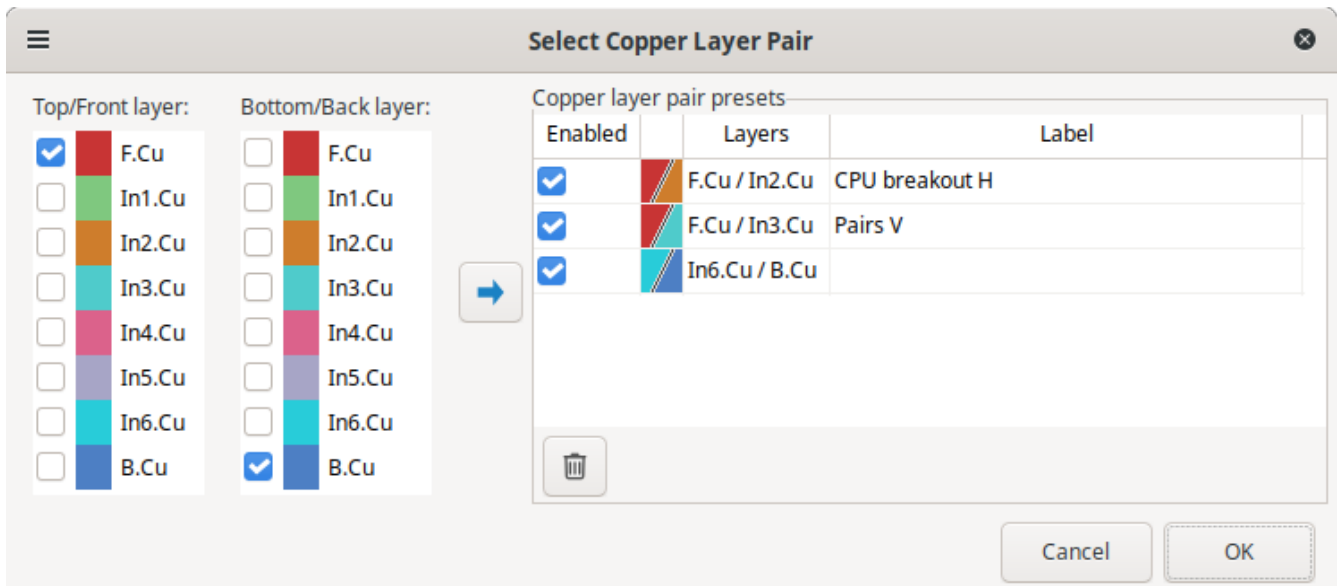 Select Copper Layer Pair
Top/Front layer:
F.Cu
In1.Cu
In2.Cu
In3.Cu
In4.Cu
In5.Cu
In6.Cu
B.Cu
Bottom/Back layer:
F.Cu
In1.Cu
In2.Cu
In3.Cu
In4.Cu
In5.Cu
In6.Cu
B.Cu
Copper layer pair presets
Enabled Layers Label
F.Cu / In2.Cu CPU breakout H
F.Cu / In3.Cu Pairs V
In6.Cu / B.Cu
Cancel OK